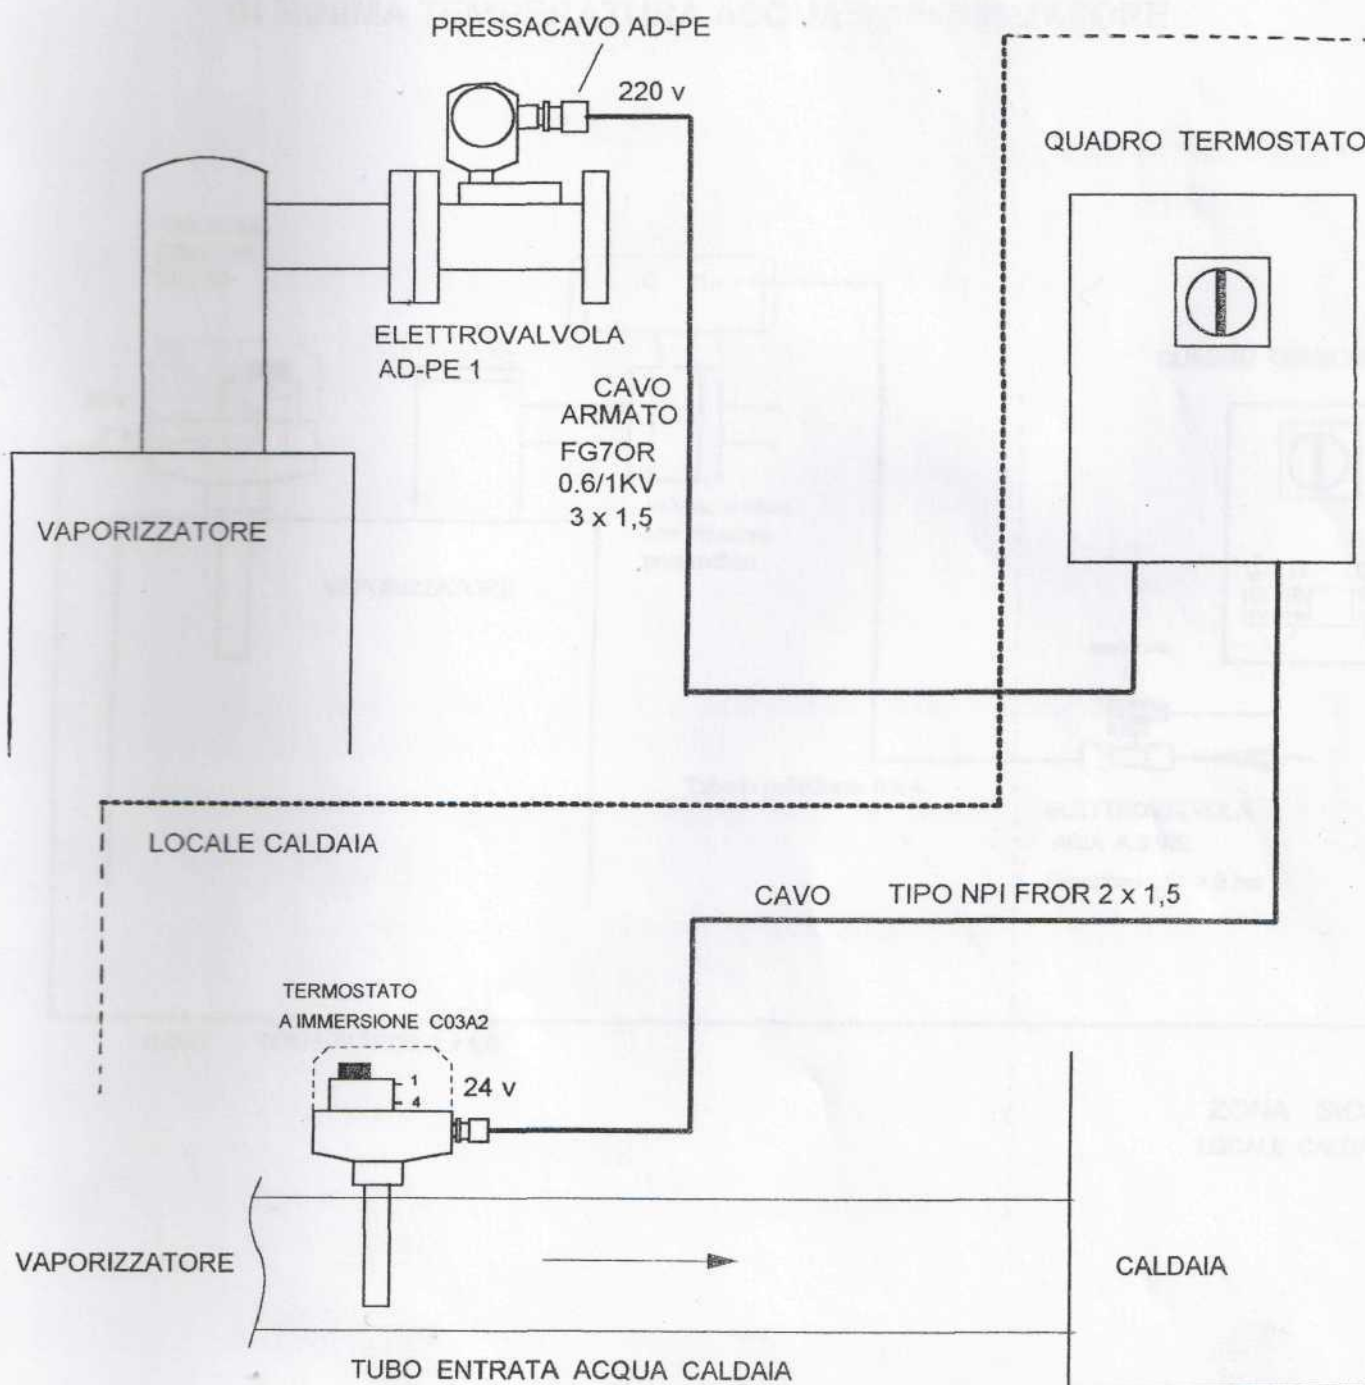 PRESSACAVO AD-PE
220 v
QUADRO TERMOSTATO
ELETTROVALVOLA
AD-PE 1
CAVO
ARMATO
FG7OR
0.6/1KV
3 x 1,5
VAPORIZZATORE
LOCALE CALDAIA
CAVO TIPO NPI FROR 2 x 1,5
TERMOSTATO
A IMMERSIONE C03A2
1
4
24 v
VAPORIZZATORE
CALDAIA
TUBO ENTRATA ACQUA CALDAIA